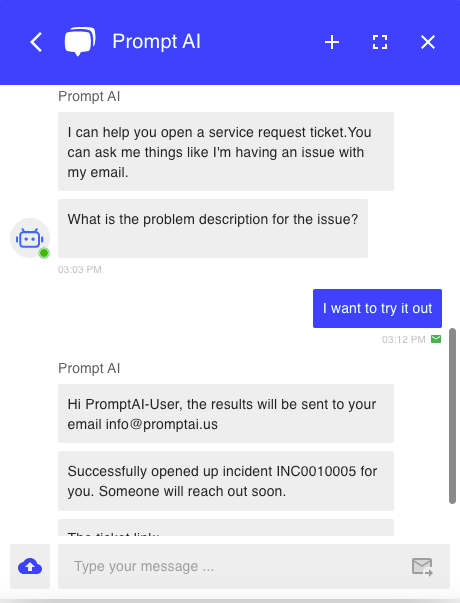 Prompt AI
Prompt AI
I can help you open a service request ticket.You
can ask me things like I'm having an issue with
my email.
What is the problem description for the issue?
03:03 PM
I want to try it out
03:12 PM
Prompt AI
Hi PromptAI-User, the results will be sent to your
email info@promptai.us
Successfully opened up incident INC0010005 for
you. Someone will reach out soon.
The ticket link:
Type your message ...